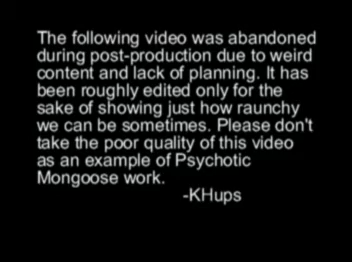 The following video was abandoned
during post-production due to weird
content and lack of planning. It has
been roughly edited only for the
sake of showing just how raunchy
we can be sometimes. Please don't
take the poor quality of this video
as an example of Psychotic
Mongoose work.
-KHups